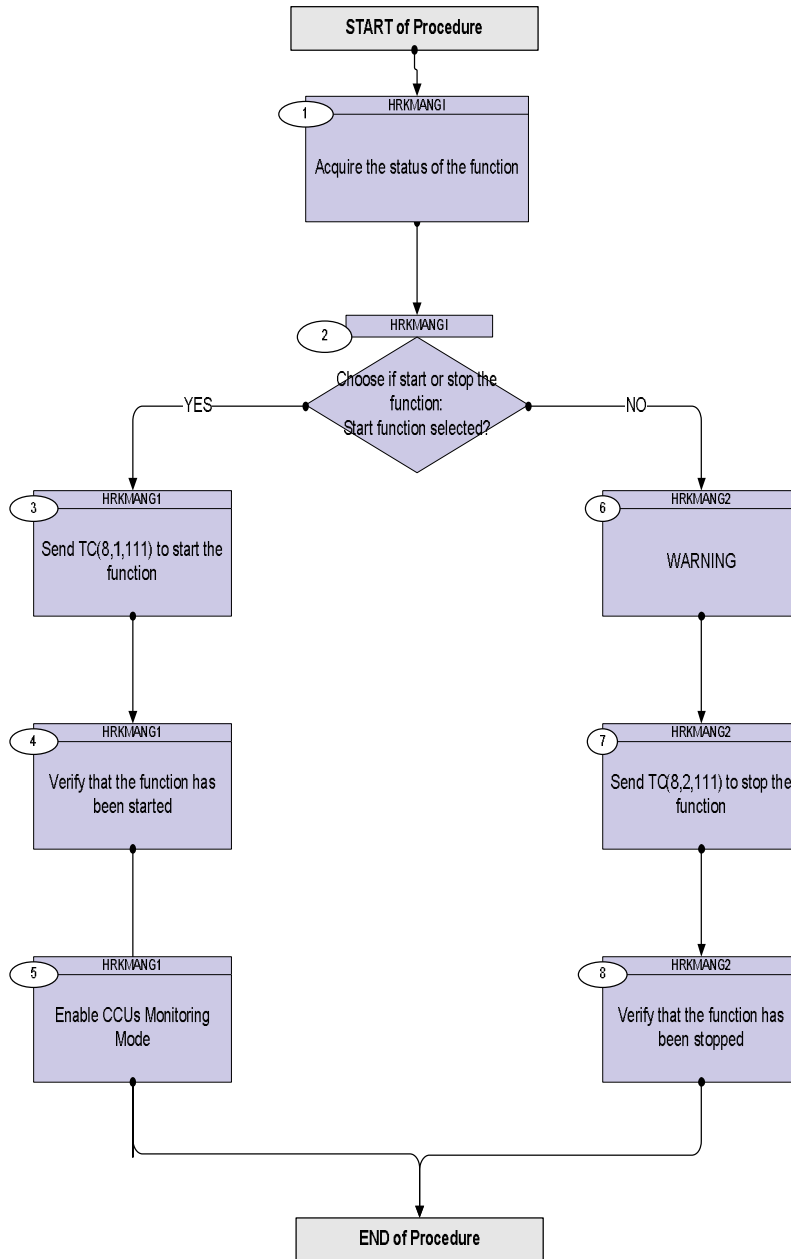 START of Procedure
HRKMANGI
1
Acquire the status of the function
HRKMANGI
2
Choose if start or stop the
function:
Start function selected?
YES
NO
HRKMANG1
3
Send TC(8,1,111) to start the
function
HRKMANG2
6
WARNING
HRKMANG1
4
Verify that the function has
been started
HRKMANG2
7
Send TC(8,2,111) to stop the
function
HRKMANG1
5
Enable CCUs Monitoring
Mode
HRKMANG2
8
Verify that the function has
been stopped
END of Procedure